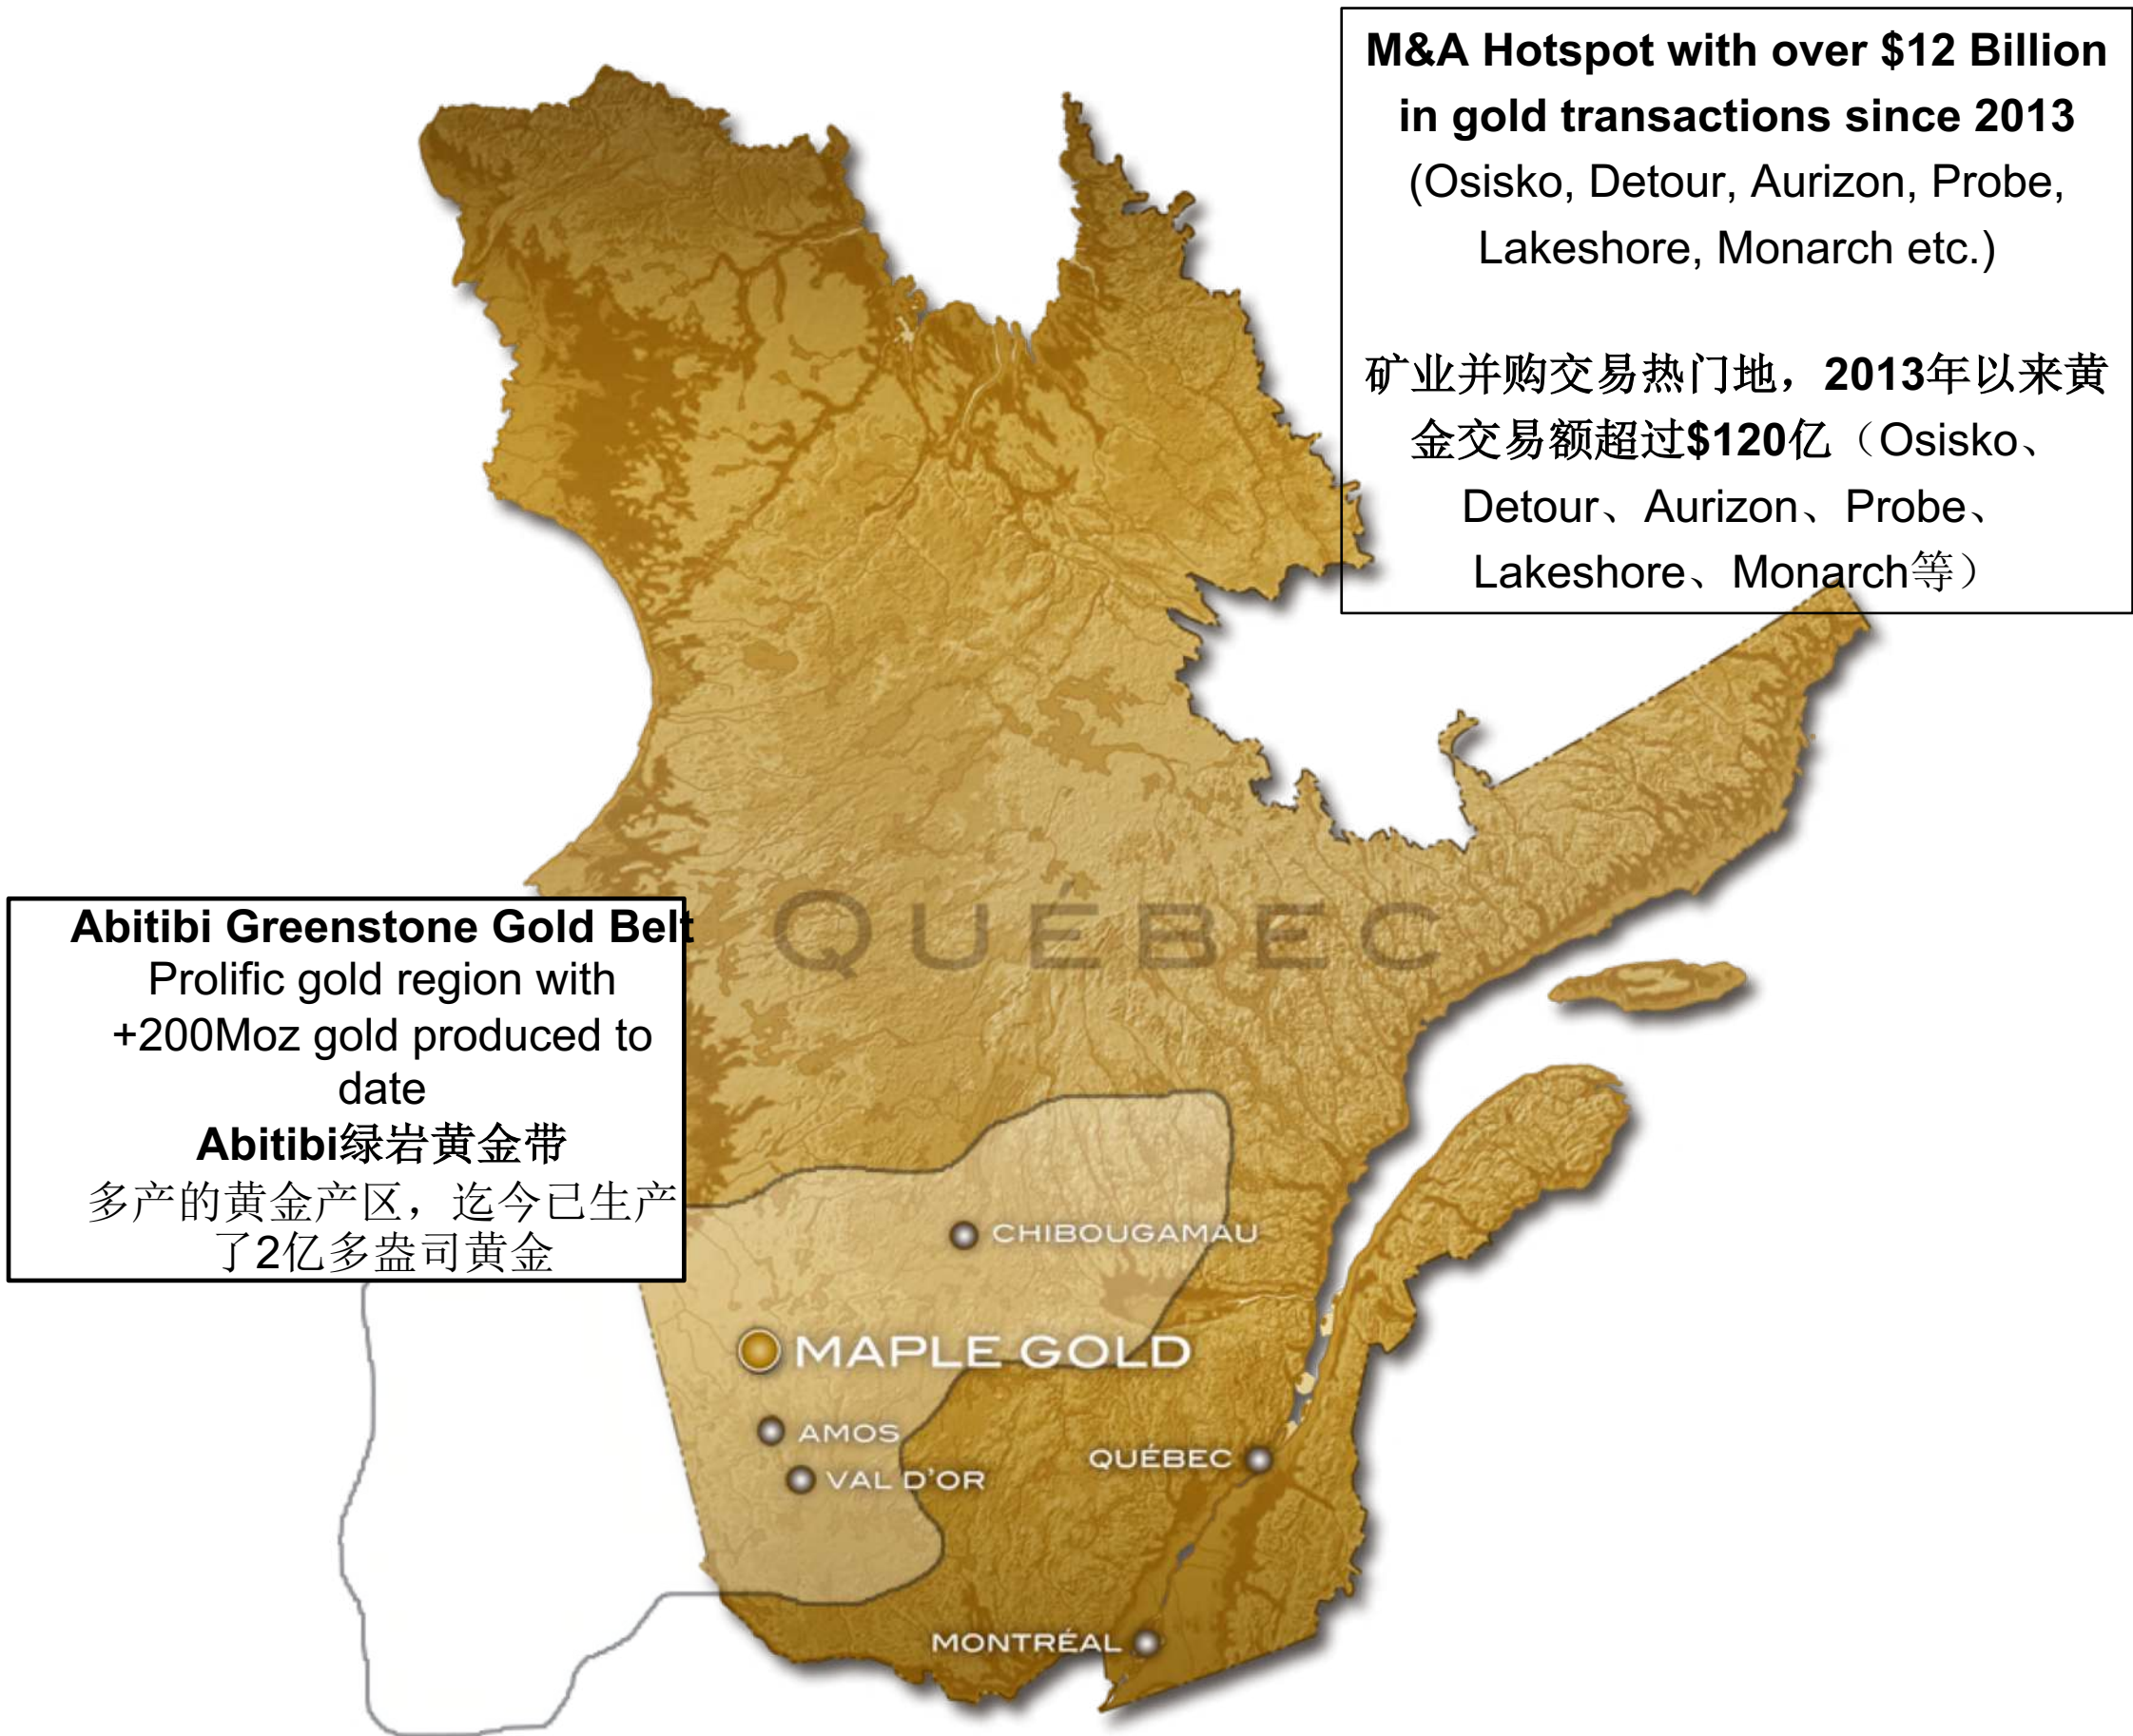 M&A Hotspot with over $12 Billion
in gold transactions since 2013
(Osisko, Detour, Aurizon, Probe,
Lakeshore, Monarch etc.)
矿业并购交易热门地，2013年以来黄
金交易额超过$120亿（Osisko、
Detour、Aurizon、Probe、
Lakeshore、Monarch等）
QUÉBEC
Abitibi Greenstone Gold Belt
Prolific gold region with
+200Moz gold produced to
date
Abitibi绿岩黄金带
多产的黄金产区，迄今已生产
了2亿多盎司黄金
CHIBOUGAMAU
MAPLE GOLD
AMOS
VAL D'OR
QUÉBEC
MONTRÉAL